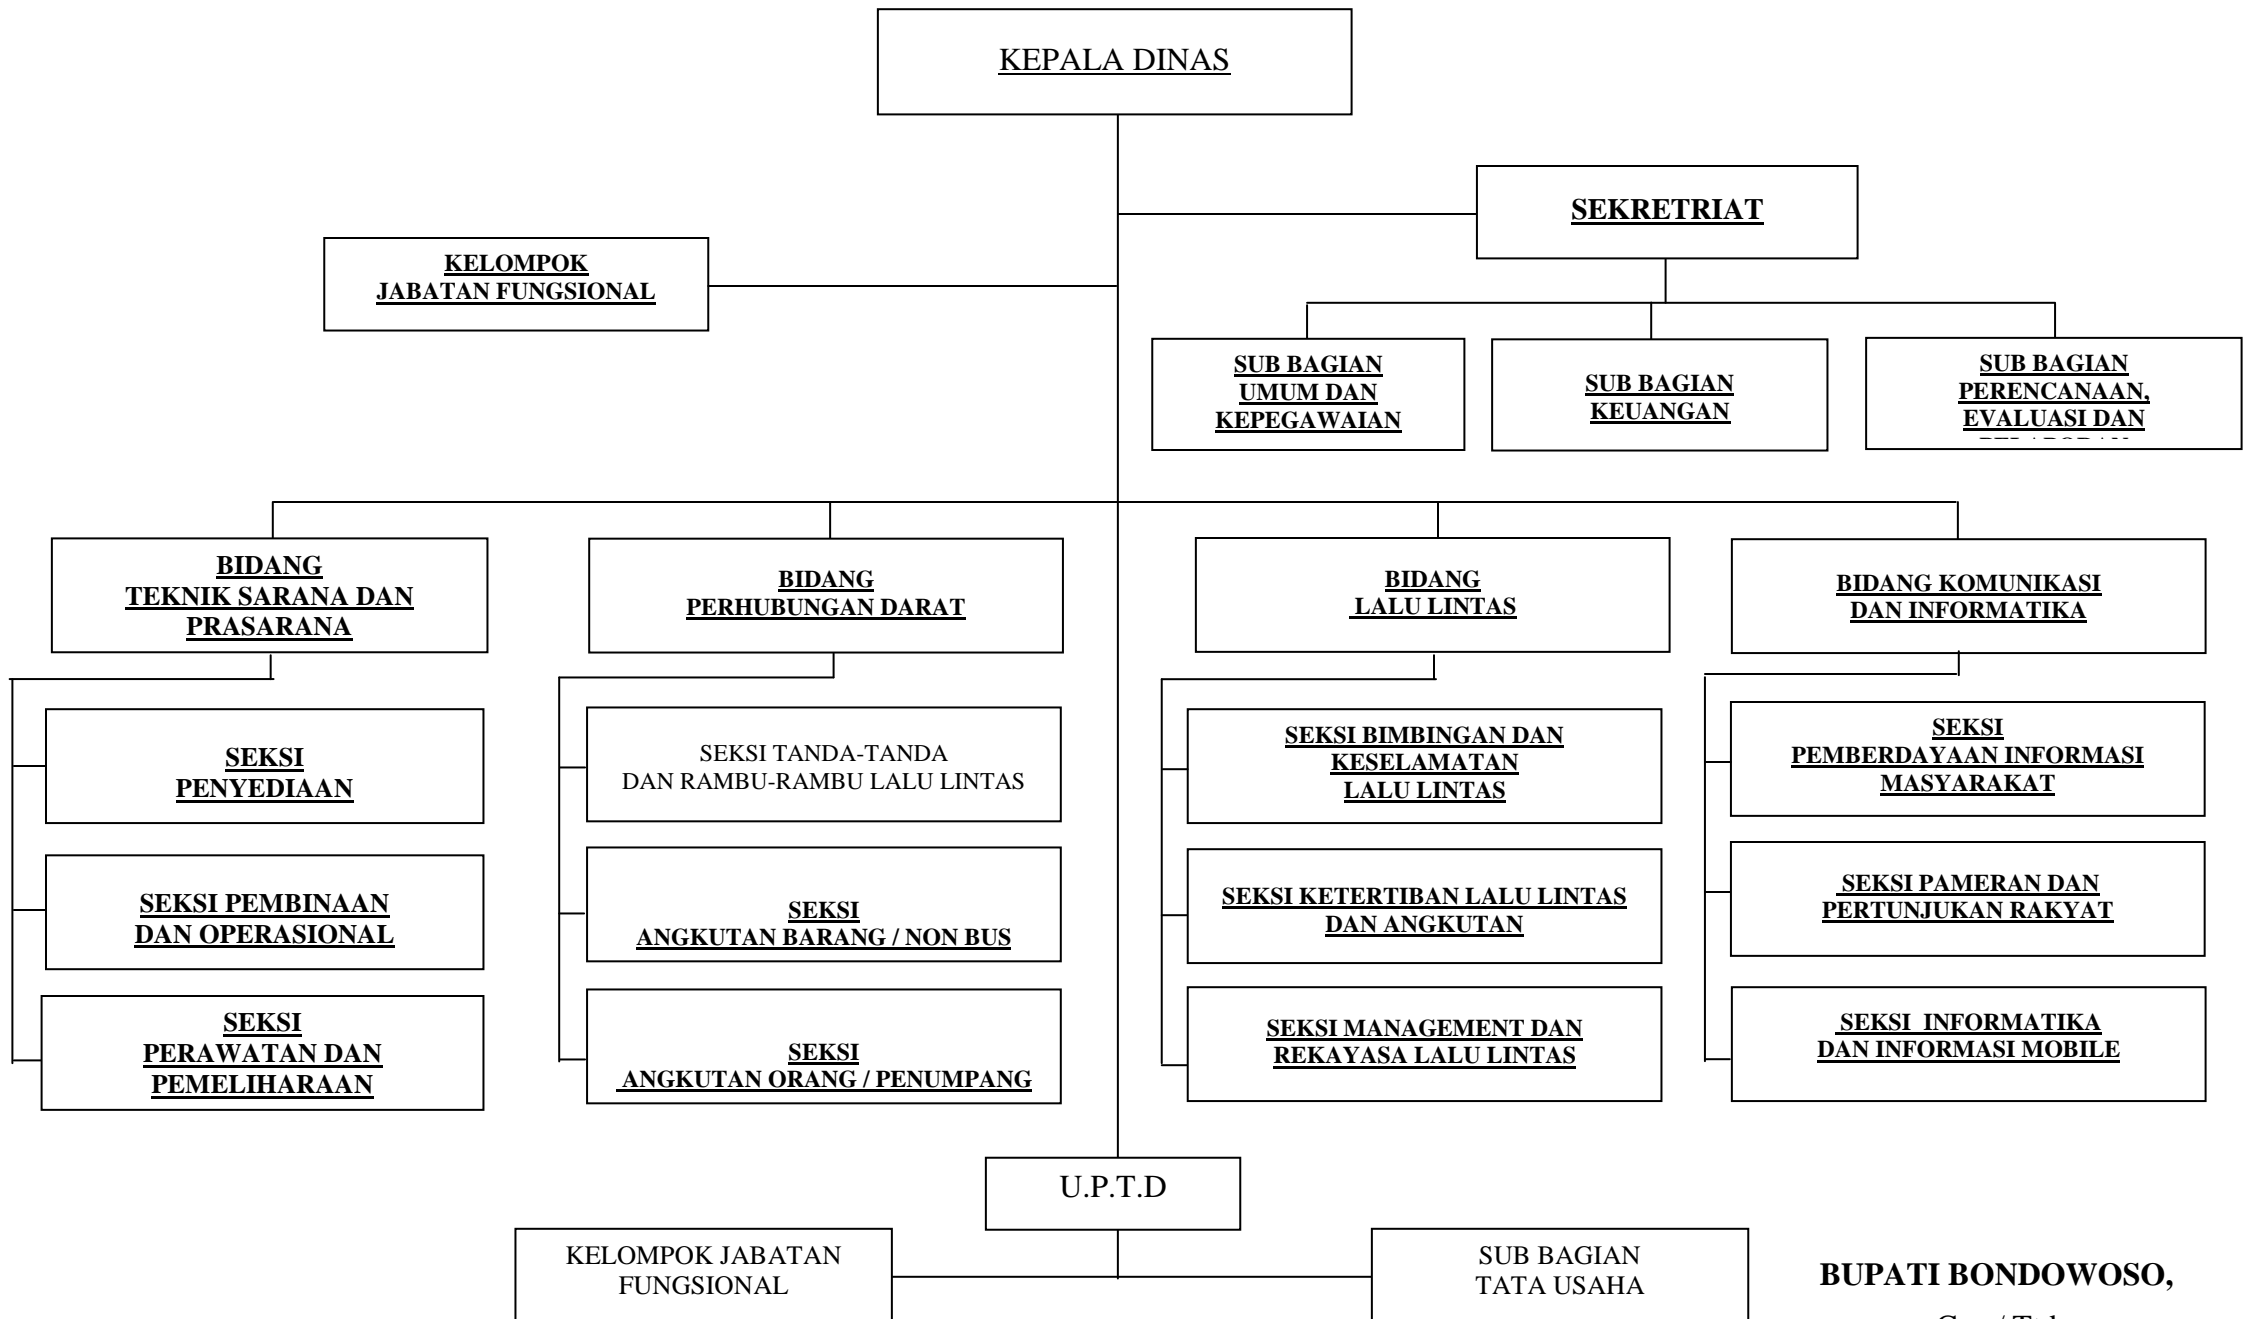 KEPALA DINAS
SEKRETRIAT
KELOMPOK
JABATAN FUNGSIONAL
SUB BAGIAN
UMUM DAN
KEPEGAWAIAN
SUB BAGIAN
KEUANGAN
SUB BAGIAN
PERENCANAAN,
EVALUASI DAN
BIDANG
TEKNIK SARANA DAN
PRASARANA
BIDANG
PERHUBUNGAN DARAT
BIDANG
LALU LINTAS
BIDANG KOMUNIKASI
DAN INFORMATIKA
SEKSI
PENYEDIAAN
SEKSI PEMBINAAN
DAN OPERASIONAL
SEKSI
PERAWATAN DAN
PEMELIHARAAN
SEKSI TANDA-TANDA
DAN RAMBU-RAMBU LALU LINTAS
SEKSI
ANGKUTAN BARANG / NON BUS
SEKSI
ANGKUTAN ORANG / PENUMPANG
SEKSI BIMBINGAN DAN
KESELAMATAN
LALU LINTAS
SEKSI KETERTIBAN LALU LINTAS
DAN ANGKUTAN
SEKSI MANAGEMENT DAN
REKAYASA LALU LINTAS
SEKSI
PEMBERDAYAAN INFORMASI
MASYARAKAT
SEKSI PAMERAN DAN
PERTUNJUKAN RAKYAT
SEKSI INFORMATIKA
DAN INFORMASI MOBILE
U.P.T.D
KELOMPOK JABATAN
FUNGSIONAL
SUB BAGIAN
TATA USAHA
BUPATI BONDOWOSO,